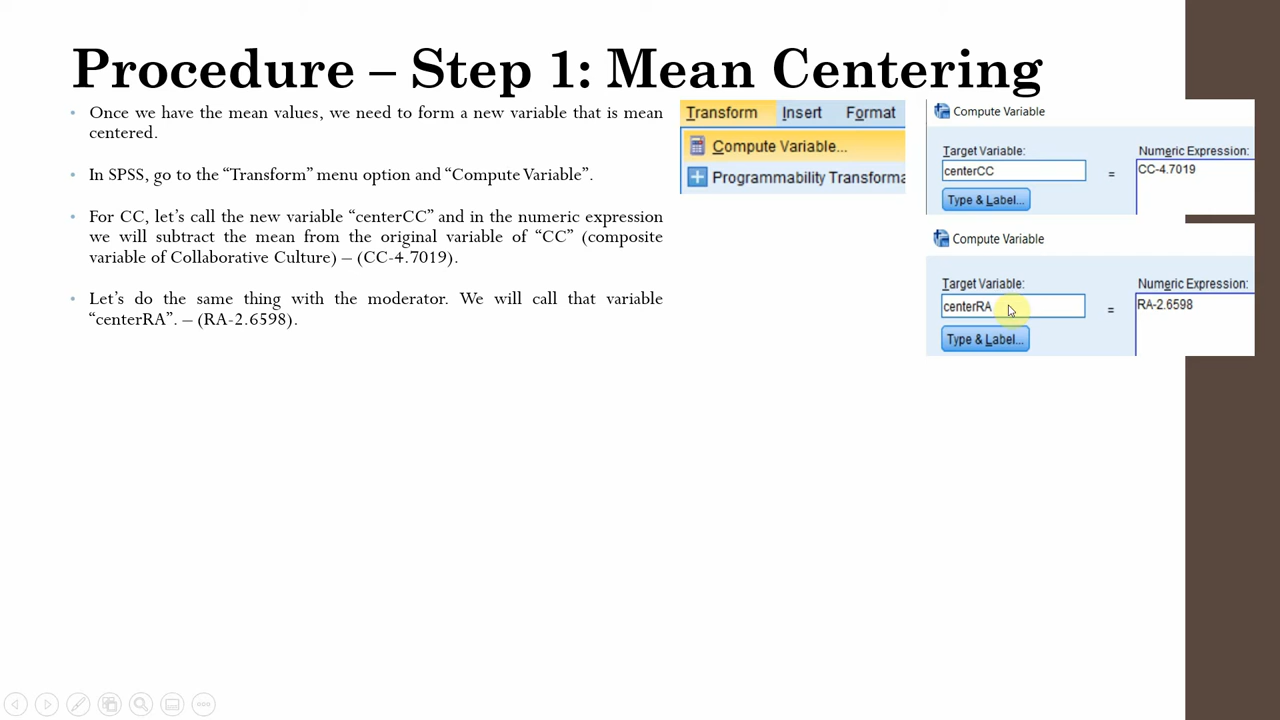 Procedure – Step 1: Mean Centering
• Once we have the mean values, we need to form a new variable that is mean
centered.
• In SPSS, go to the “Transform” menu option and “Compute Variable”.
• For CC, let’s call the new variable “centerCC” and in the numeric expression
we will subtract the mean from the original variable of “CC” (composite
variable of Collaborative Culture) – (CC-4.7019).
• Let’s do the same thing with the moderator. We will call that variable
“centerRA”. – (RA-2.6598).
Transform Insert Format
Compute Variable...
Programmability Transforma
Compute Variable
Target Variable: Numeric Expression:
centerCC = CC-4.7019
Type & Label...
Compute Variable
Target Variable: Numeric Expression:
centerRA = RA-2.6598
Type & Label...